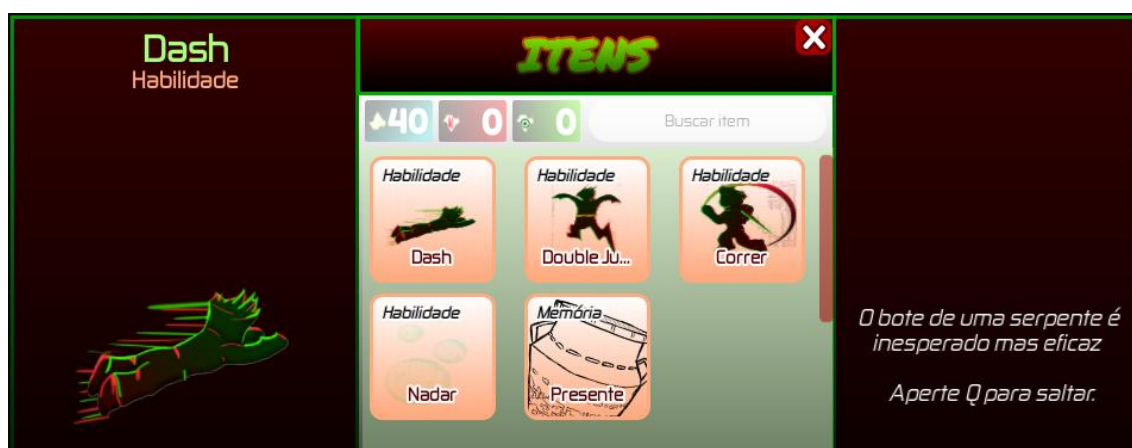 Dash
Habilidade
ITENS
40 0 0 Buscar item
Habilidade
Dash
Habilidade
Double Ju...
Habilidade
Correr
Habilidade
Nadar
Memória
Presente
O bote de uma serpente é
inesperado mas eficaz
Aperte Q para saltar.